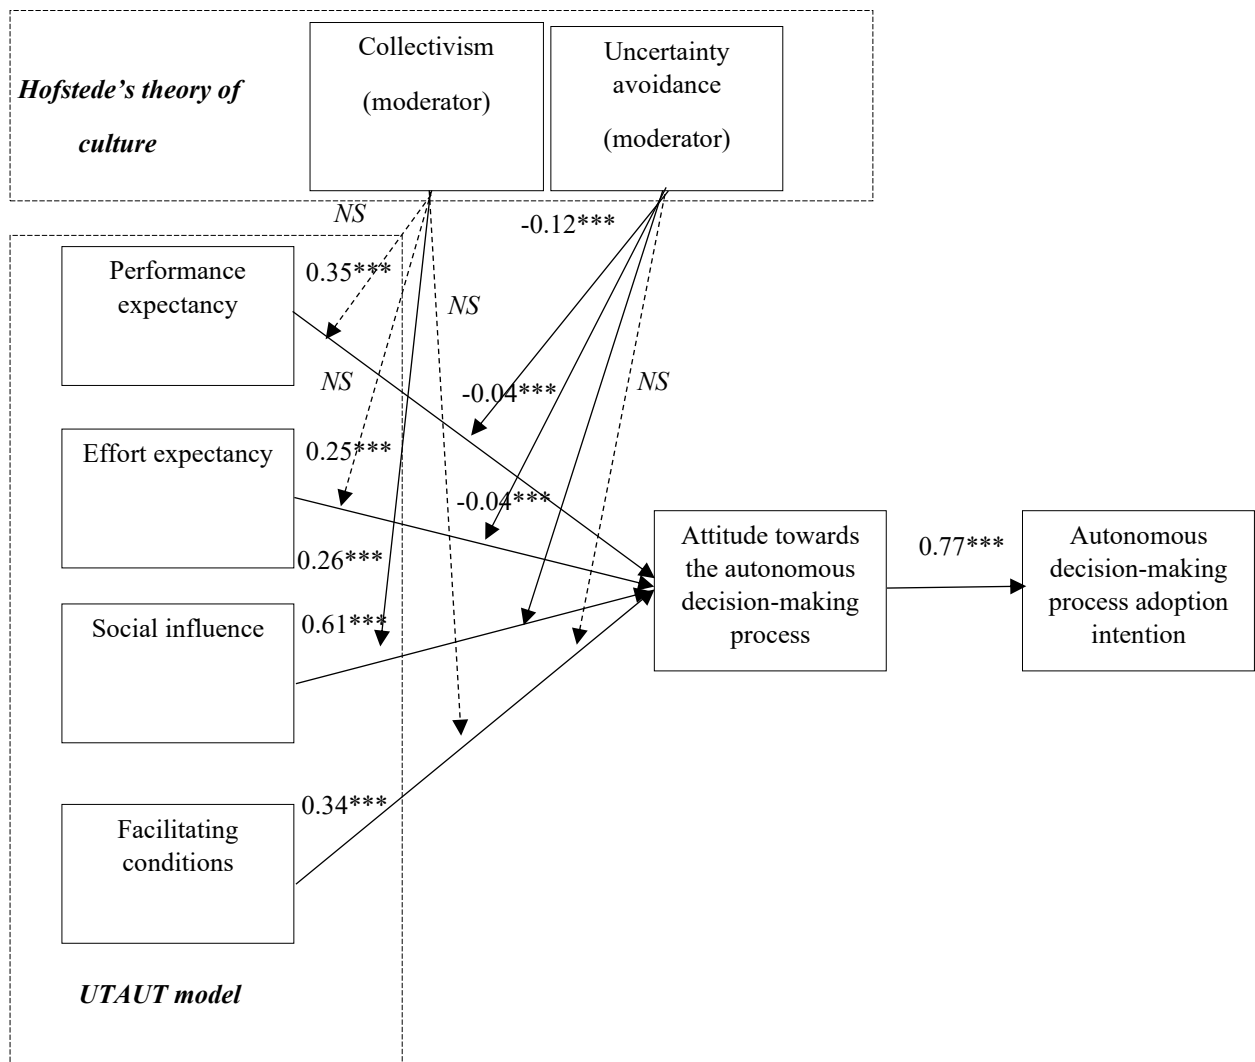 Collectivism
(moderator)
Uncertainty
avoidance
(moderator)
Hofstede’s theory of
culture
NS
-0.12***
Performance
expectancy
0.35***
NS
NS
-0.04***
NS
Effort expectancy
0.25***
-0.04***
0.26***
Attitude towards
the autonomous
decision-making
process
0.77***
Autonomous
decision-making
process adoption
intention
Social influence
0.61***
Facilitating
conditions
0.34***
UTAUT model